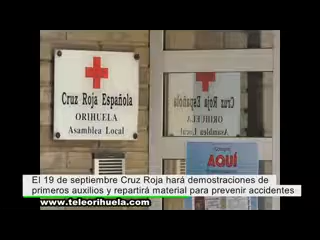 Cruz Roja Española
ORIHUELA
Asamblea Local
Cruz Roja Española
ORIHUELA
Asamblea Local
AQUÍ
El 19 de septiembre Cruz Roja hará demostraciones de
primeros auxilios y repartirá material para prevenir accidentes
www.teleorihuela.com